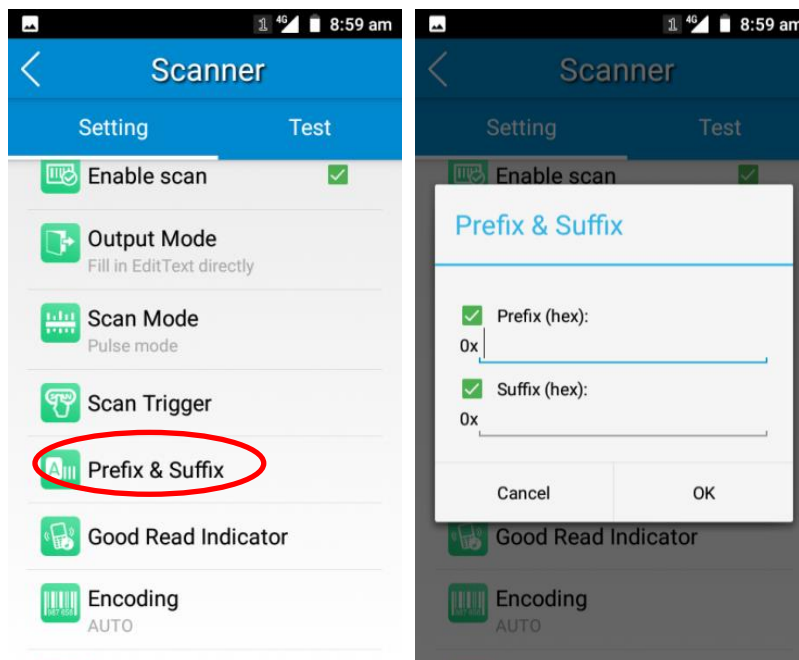 1 4G 8:59 am
Scanner
Setting Test
Enable scan
Output Mode
Fill in EditText directly
Scan Mode
Pulse mode
Scan Trigger
Prefix & Suffix
Good Read Indicator
Encoding
AUTO
1 4G 8:59 am
Scanner
Setting Test
Enable scan
Prefix & Suffix
Prefix (hex):
0x
Suffix (hex):
0x
Cancel OK
Good Read Indicator
Encoding
AUTO